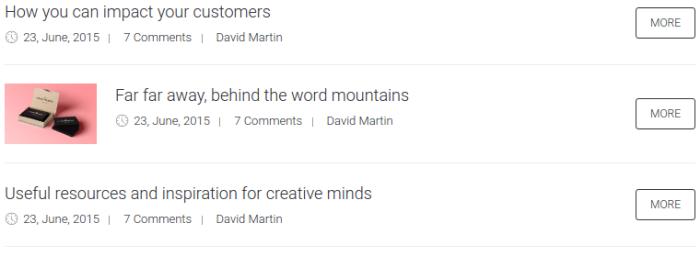 How you can impact your customers
23, June, 2015 | 7 Comments | David Martin
MORE
Far far away, behind the word mountains
23, June, 2015 | 7 Comments | David Martin
MORE
Useful resources and inspiration for creative minds
23, June, 2015 | 7 Comments | David Martin
MORE